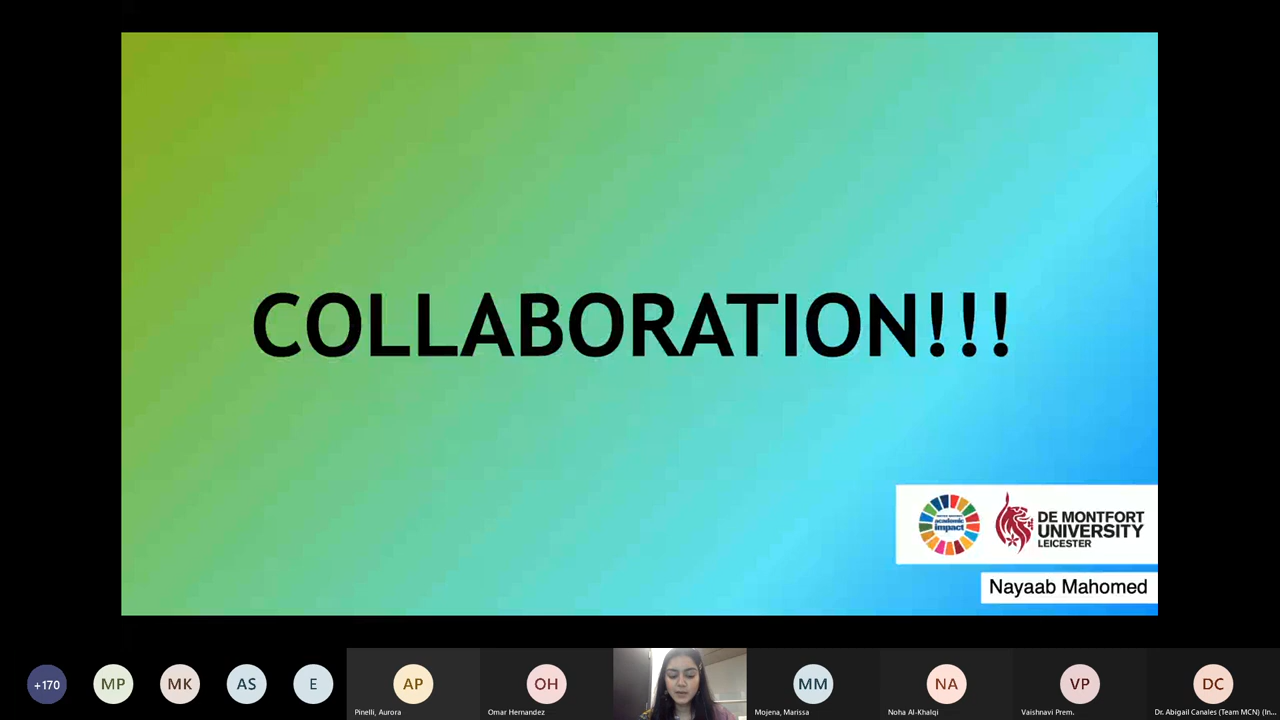 COLLABORATION!!!
academic
impact
DE MONTFORT
UNIVERSITY
LEICESTER
Nayaab Mahomed
+170
MP
MK
AS
E
AP
OH
MM
NA
VP
DC
Pinelli, Aurora
Omar Hernandez
Mojena, Marissa
Noha Al-Khalqi
Vaishnavi Prem.
Dr. Abigail Canales (Team MCN) (In...